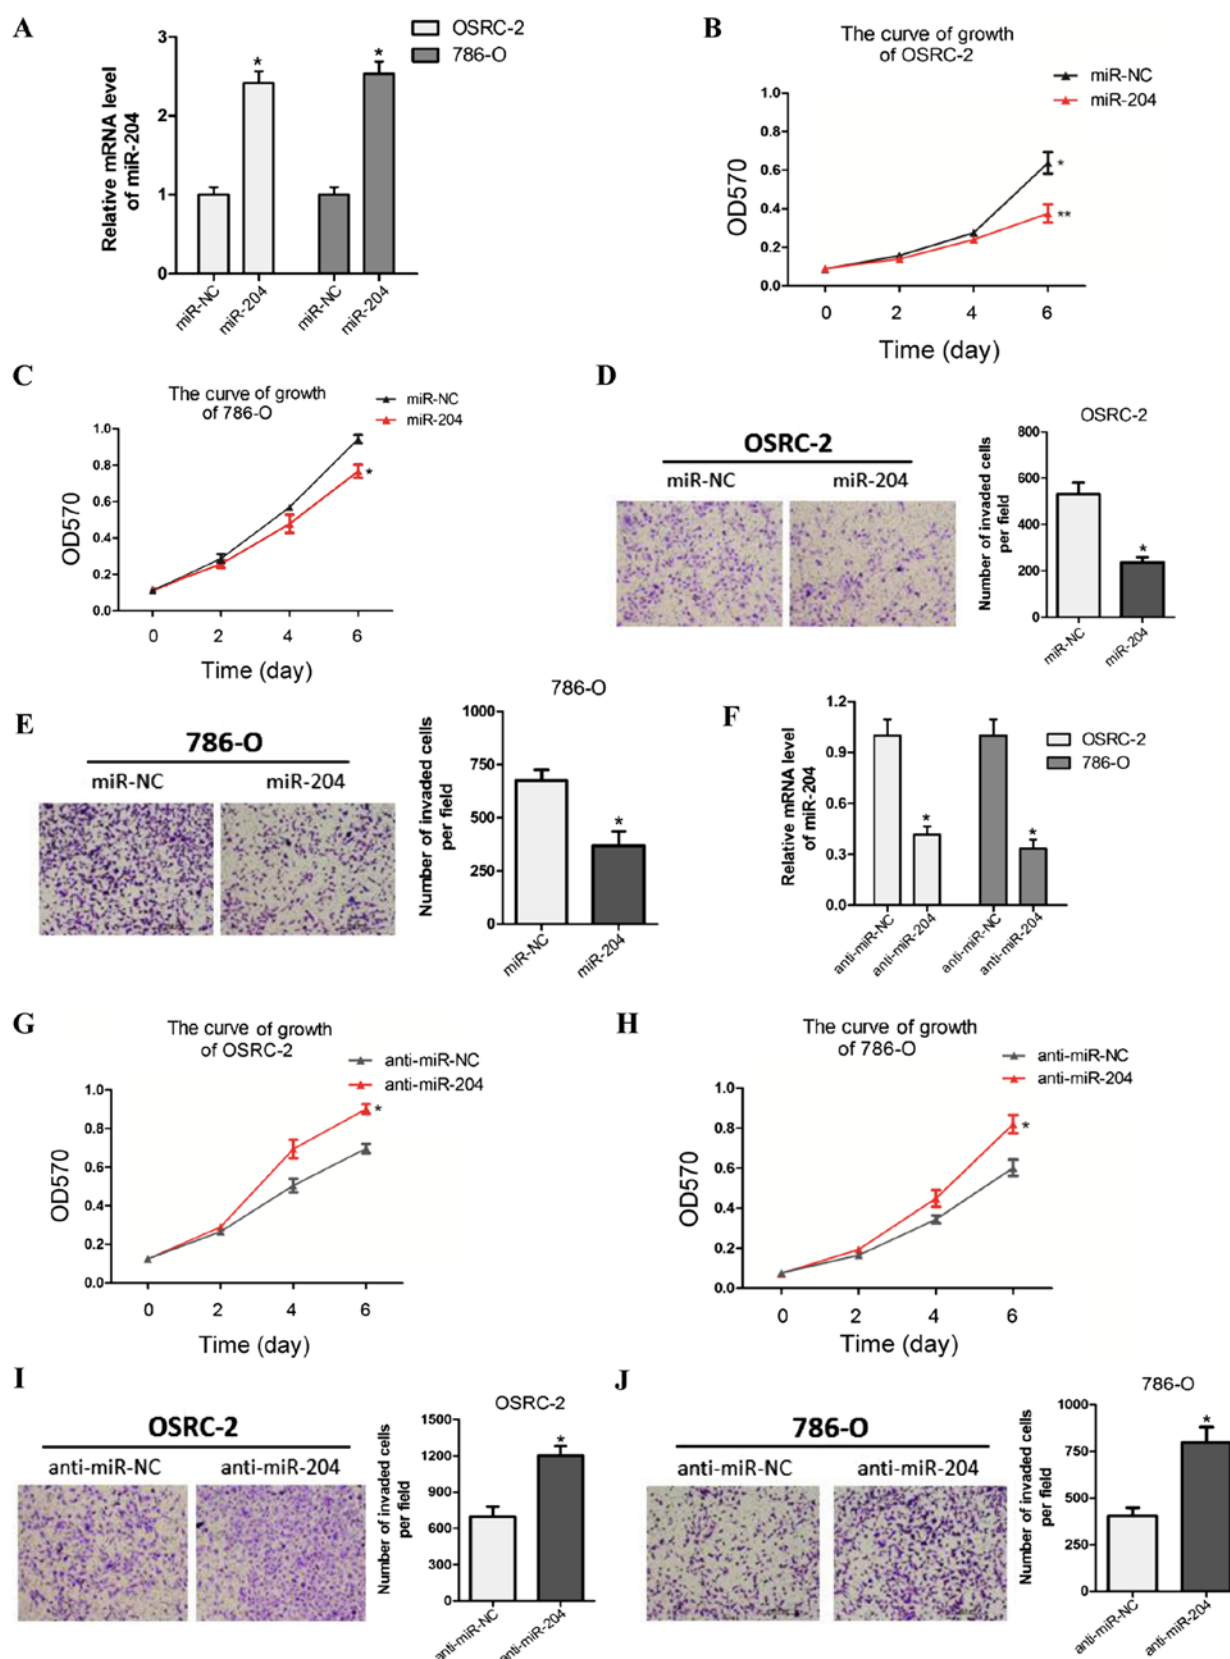 A
Relative mRNA level
of miR-204
3
2
1
0
*
*
miR-NC
miR-204
miR-NC
miR-204
OSRC-2
786-O
B
The curve of growth
of OSRC-2
miR-NC
miR-204
OD570
1.0
0.8
0.6
0.4
0.2
0.0
*
**
0 2 4 6
Time (day)
C
The curve of growth
of 786-O
miR-NC
miR-204
OD570
1.0
0.8
0.6
0.4
0.2
0.0
*
0 2 4 6
Time (day)
D
OSRC-2
miR-NC miR-204
OSRC-2
Number of invaded cells
per field
800
600
400
200
0
*
miR-NC
miR-204
E
786-O
miR-NC miR-204
786-O
Number of invaded cells
per field
1000
750
500
250
0
*
miR-NC
miR-204
F
Relative mRNA level
of miR-204
1.2
0.9
0.6
0.3
0.0
*
*
anti-miR-NC
anti-miR-204
anti-miR-NC
anti-miR-204
OSRC-2
786-O
G
The curve of growth
of OSRC-2
anti-miR-NC
anti-miR-204
OD570
1.0
0.8
0.6
0.4
0.2
0.0
*
0 2 4 6
Time (day)
H
The curve of growth
of 786-O
anti-miR-NC
anti-miR-204
OD570
1.0
0.8
0.6
0.4
0.2
0.0
*
0 2 4 6
Time (day)
I
OSRC-2
anti-miR-NC anti-miR-204
OSRC-2
Number of invaded cells
per field
1500
1200
900
600
300
0
*
anti-miR-NC
anti-miR-204
J
786-O
anti-miR-NC anti-miR-204
786-O
Number of invaded cells
per field
1000
750
500
250
0
*
anti-miR-NC
anti-miR-204